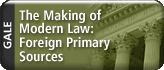 GALE
The Making of
Modern Law:
Foreign Primary
Sources